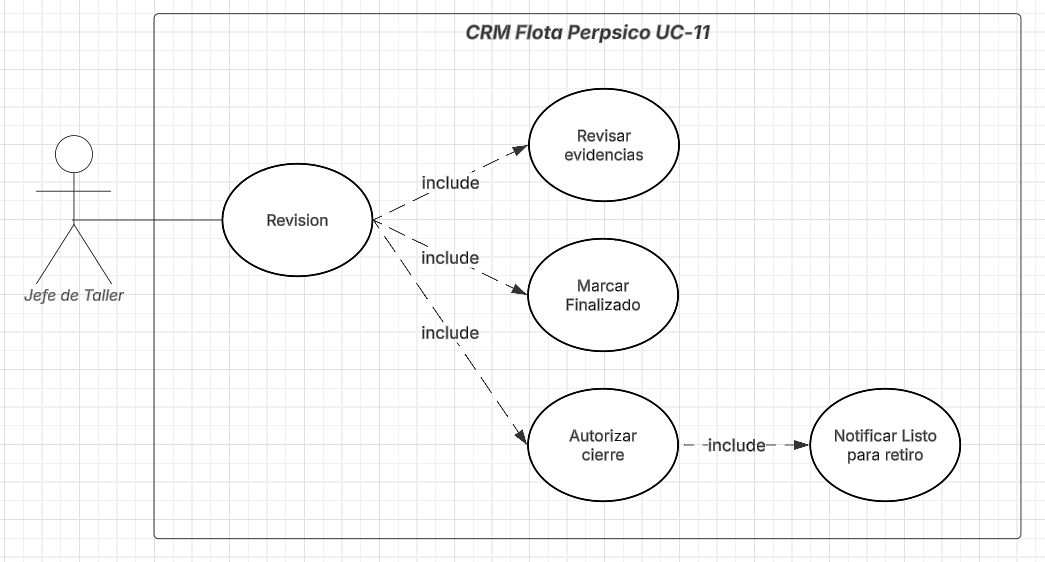 CRM Flota Perpsico UC-11
Revisar
evidencias
include
Revision
include
Marcar
Finalizado
Jefe de Taller
include
Autorizar
cierre
include
Notificar Listo
para retiro